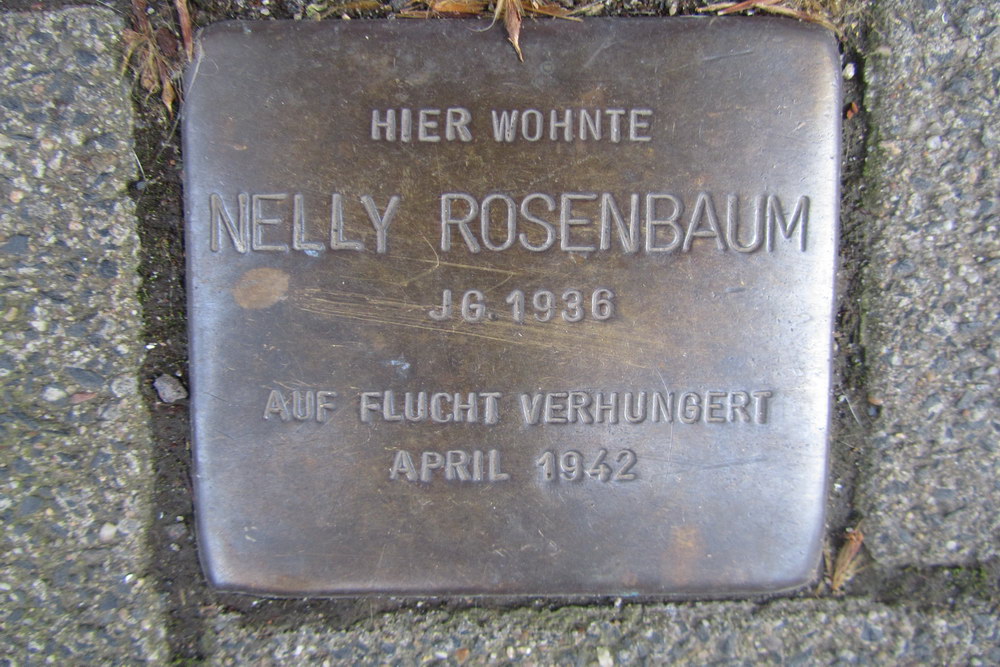 HIER WOHNTE
NELLY ROSENBAUM
JG. 1936
AUF FLUCHT VERHUNGERT
APRIL 1942